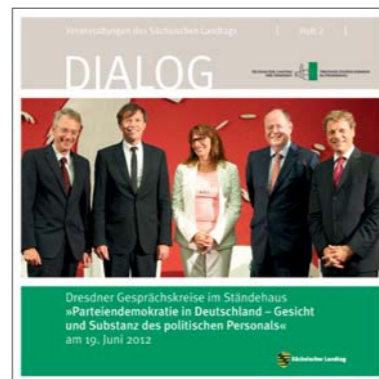 Veranstaltungen des Sächsischen Landtags | Heft 2 |
DIALOG
Dresdner Gesprächskreise im Ständehaus
»Parteiendemokratie in Deutschland – Gesicht
und Substanz des politischen Personals«
am 19. Juni 2012
Sächsischer Landtag